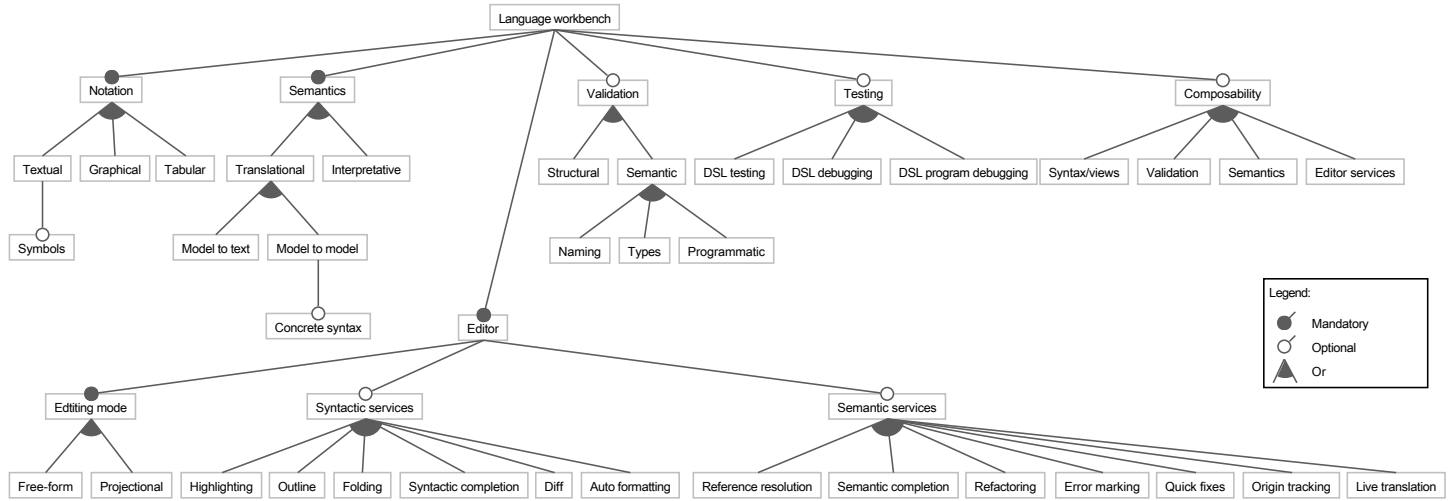 Language workbench
Notation
Semantics
Validation
Testing
Composability
Textual
Graphical
Tabular
Translational
Interpretative
Structural
Semantic
DSL testing
DSL debugging
DSL program debugging
Syntax/views
Validation
Semantics
Editor services
Symbols
Model to text
Model to model
Naming
Types
Programmatic
Concrete syntax
Editor
Legend:
Mandatory
Optional
Or
Edtiting mode
Syntactic services
Semantic services
Free-form
Projectional
Highlighting
Outline
Folding
Syntactic completion
Diff
Auto formatting
Reference resolution
Semantic completion
Refactoring
Error marking
Quick fixes
Origin tracking
Live translation